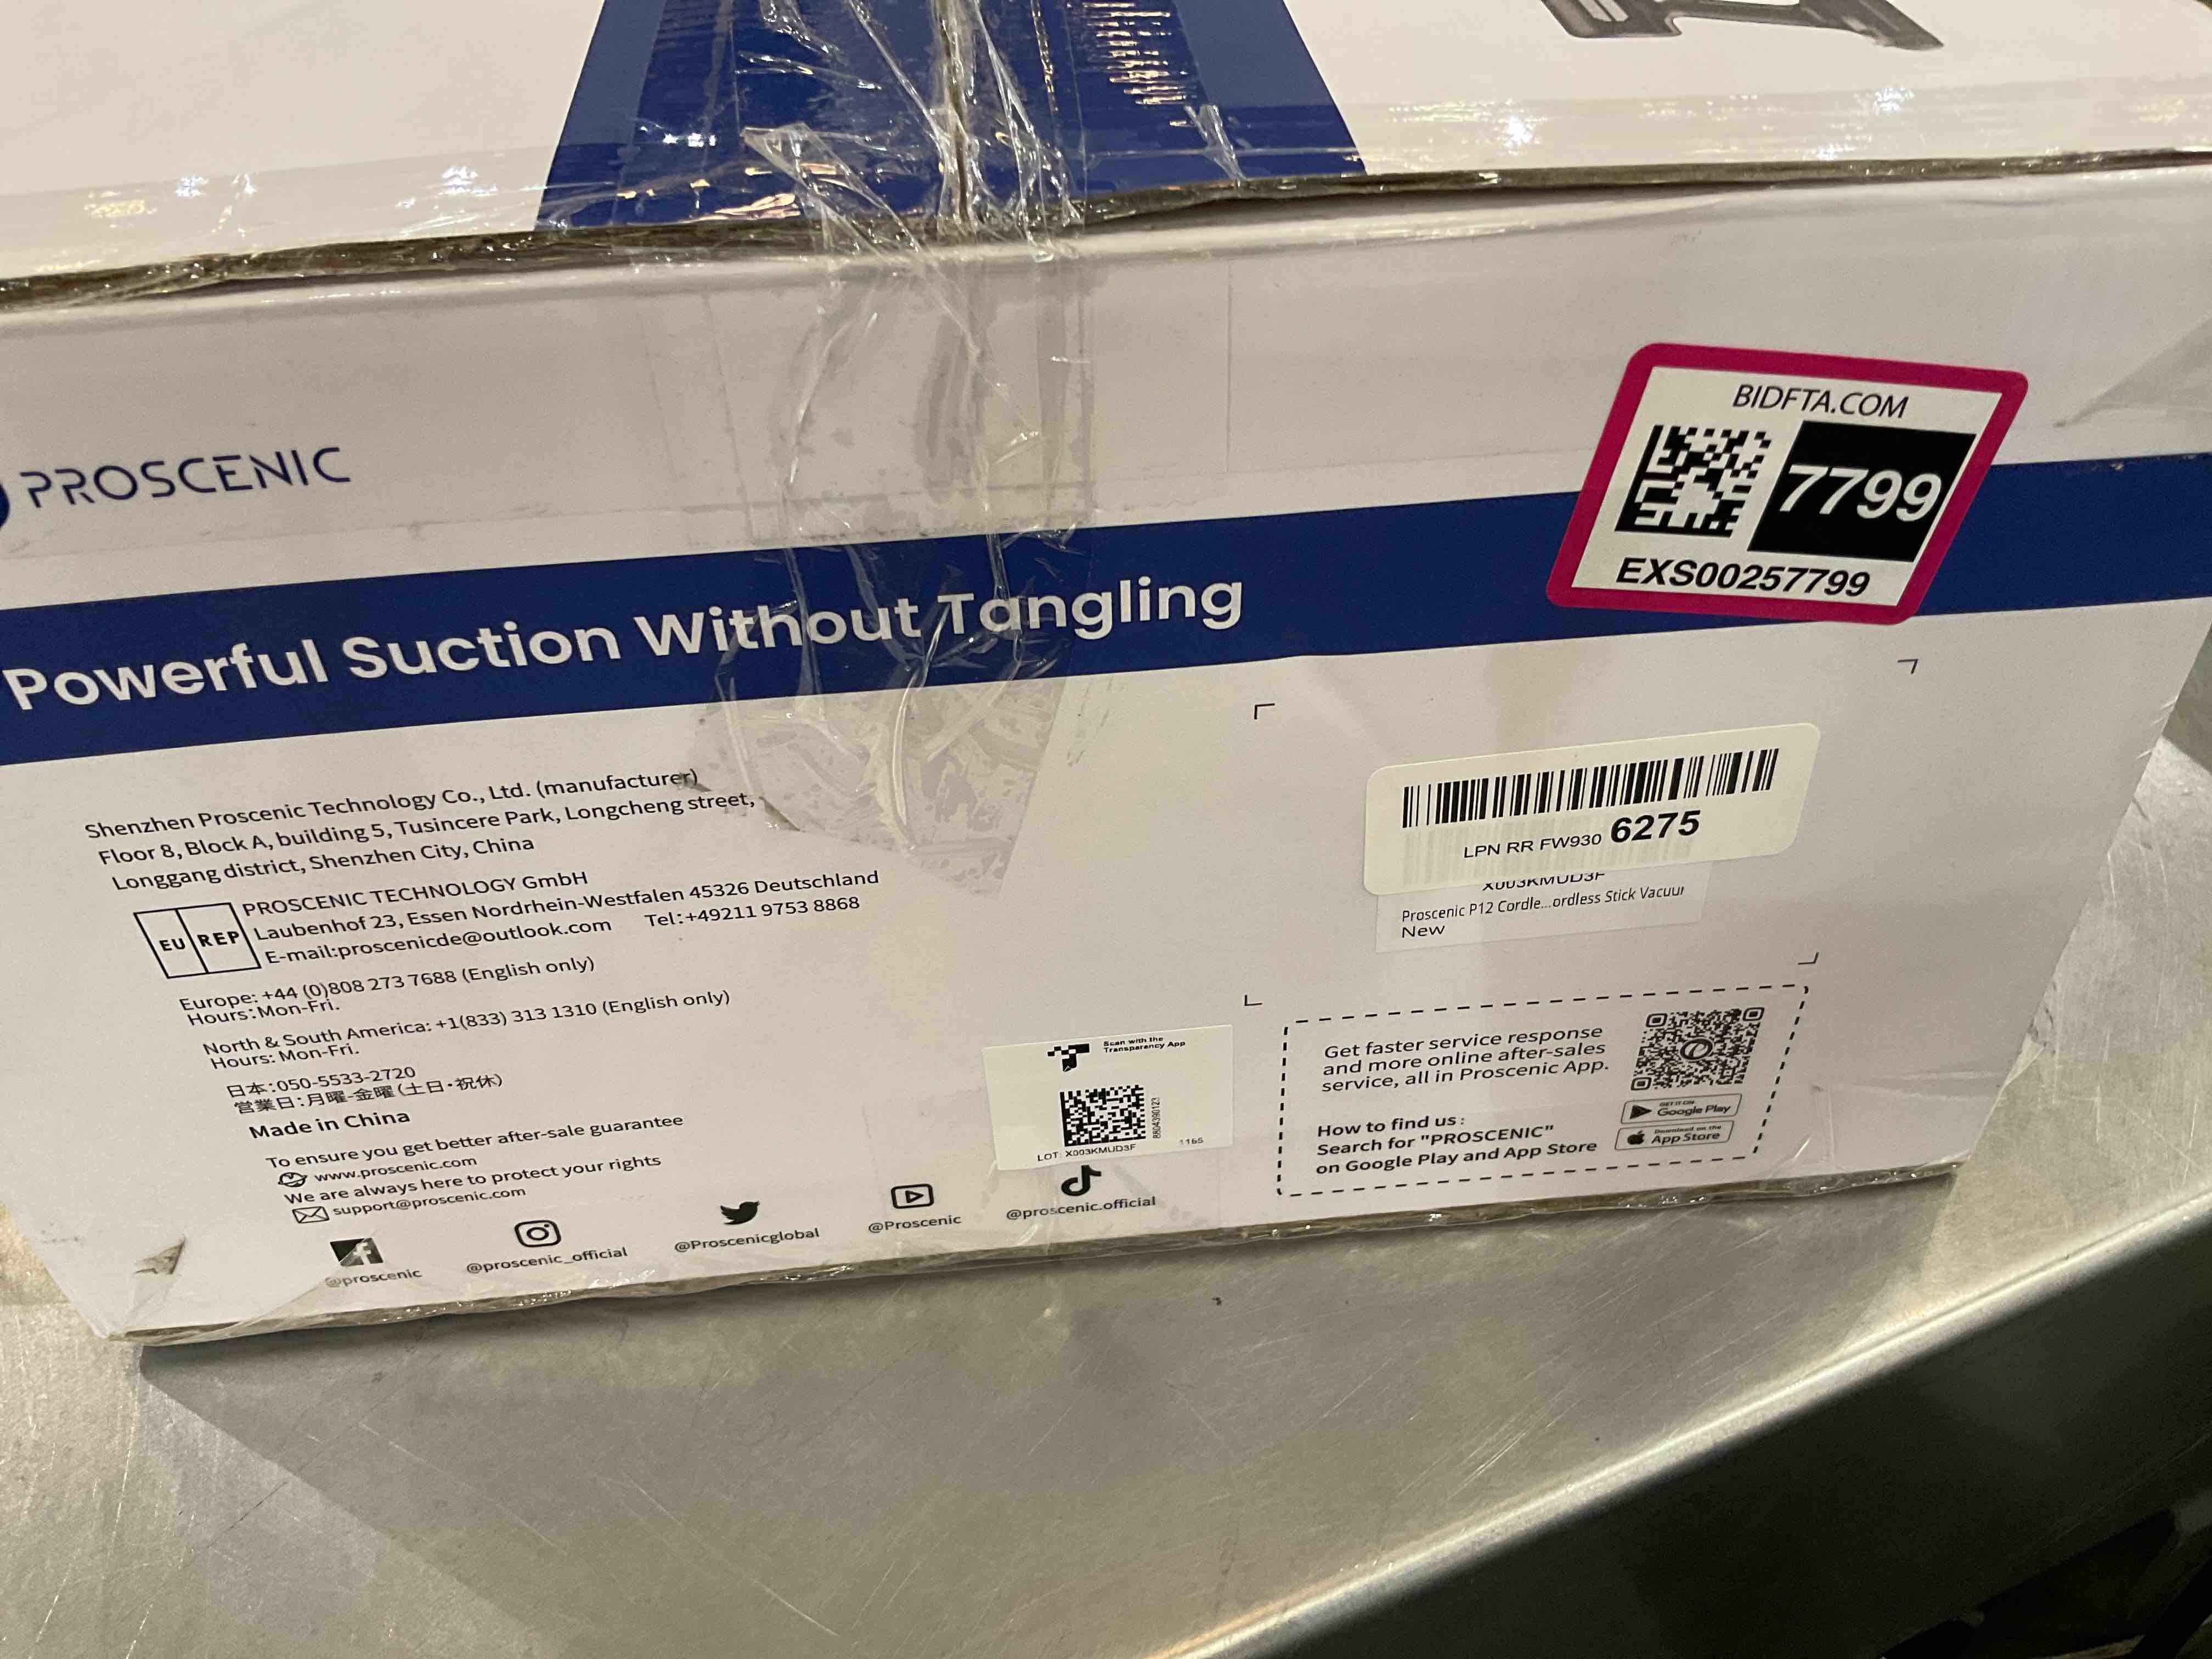 PROSCENIC
Powerful Suction Without Tangling
BIDFTA.COM
7799
EXS00257799
Shenzhen Proscenic Technology Co., Ltd. (manufacturer)
Floor 8, Block A, building 5, Tusincere Park, Longcheng street,
Longgang district, Shenzhen City, China
EU REP
PROSCENIC TECHNOLOGY GmbH
Laubenhof 23, Essen Nordrhein-Westfalen 45326 Deutschland
E-mail:proscenicde@outlook.com Tel:+49211 9753 8868
Europe: +44 (0)808 273 7688 (English only)
Hours: Mon-Fri.
North & South America: +1(833) 313 1310 (English only)
Hours: Mon-Fri.
日本:050-5533-2720
営業日:月曜-金曜(土日・祝休)
Made in China
To ensure you get better after-sale guarantee
www.proscenic.com
We are always here to protect your rights
support@proscenic.com
@proscenic
@proscenic_official
@Proscenicglobal
@Proscenic
@proscenic.official
LPN RR FW930 6275
X003KMUD3F
Proscenic P12 Cordle...ordless Stick Vacuu
New
Scan with the
Transparency App
LOT: X003KMUD3F
1165
Get faster service response
and more online after-sales
service, all in Proscenic App.
How to find us:
Search for "PROSCENIC"
on Google Play and App Store
GET IT ON
Google Play
Download on the
App Store